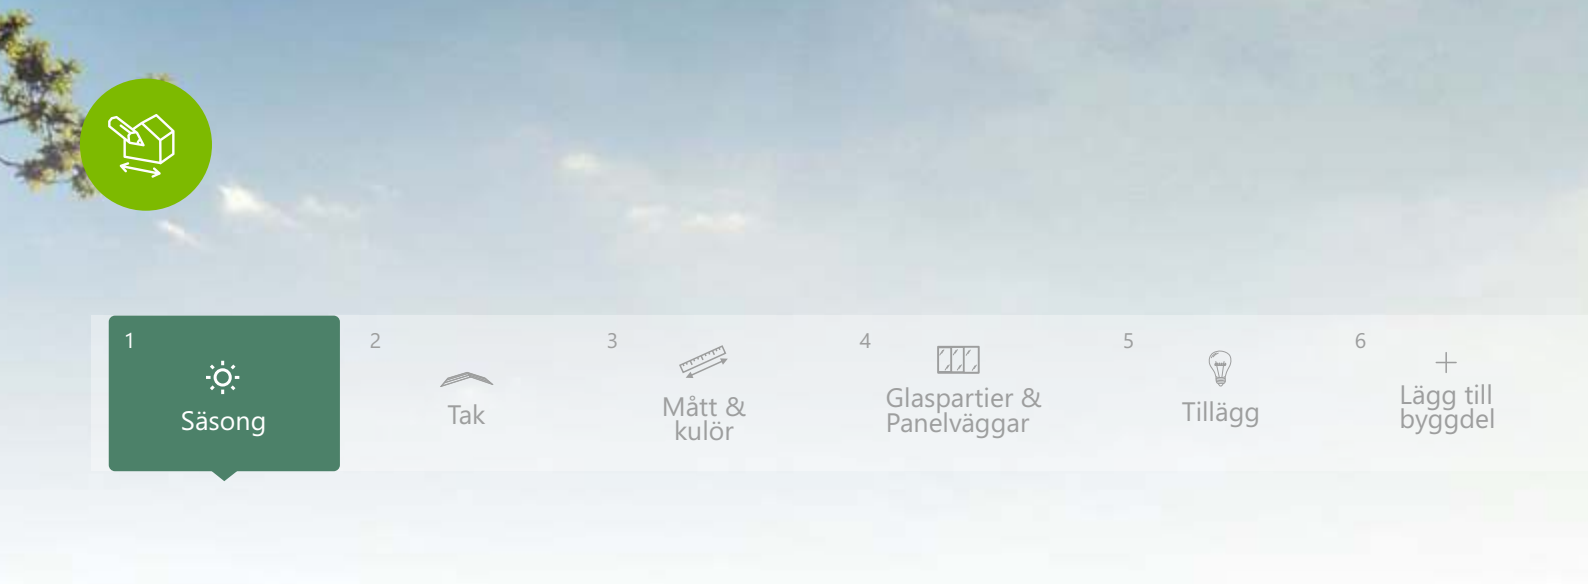 1
Säsong
2
Tak
3
Mått &
kulör
4
Glaspartier &
Panelväggar
5
Tillägg
6
Lägg till
byggdel